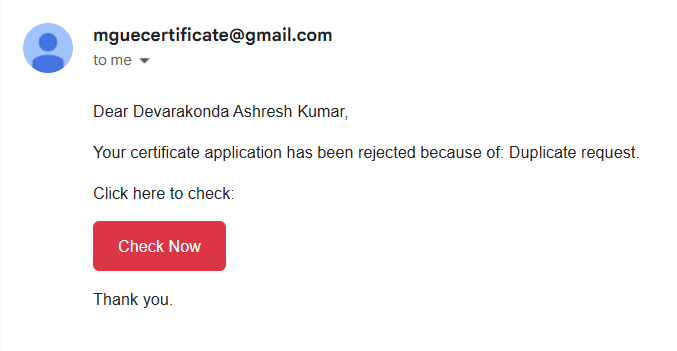 mguecertificate@gmail.com
to me
Dear Devarakonda Ashresh Kumar,
Your certificate application has been rejected because of: Duplicate request.
Click here to check:
Check Now
Thank you.